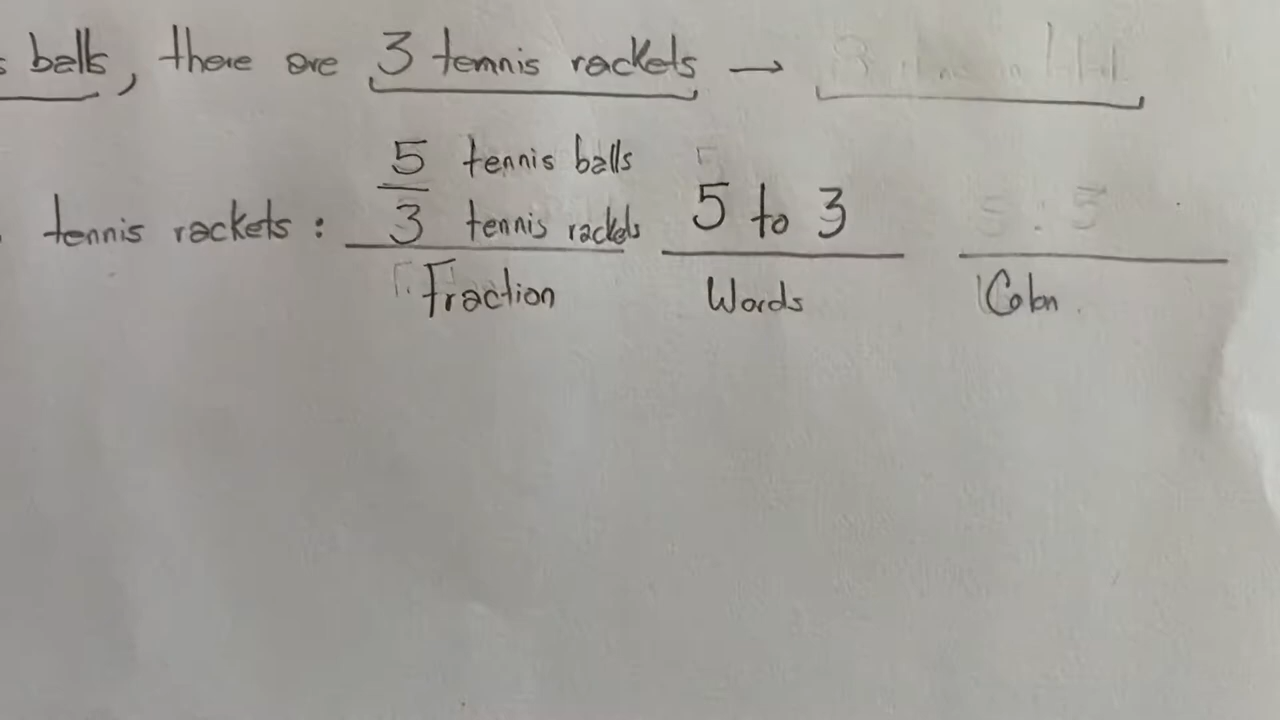 balls, there are 3 tennis rackets →
5 tennis balls
3 tennis rackets
tennis rackets :
5 to 3
Fraction
Words
Colon